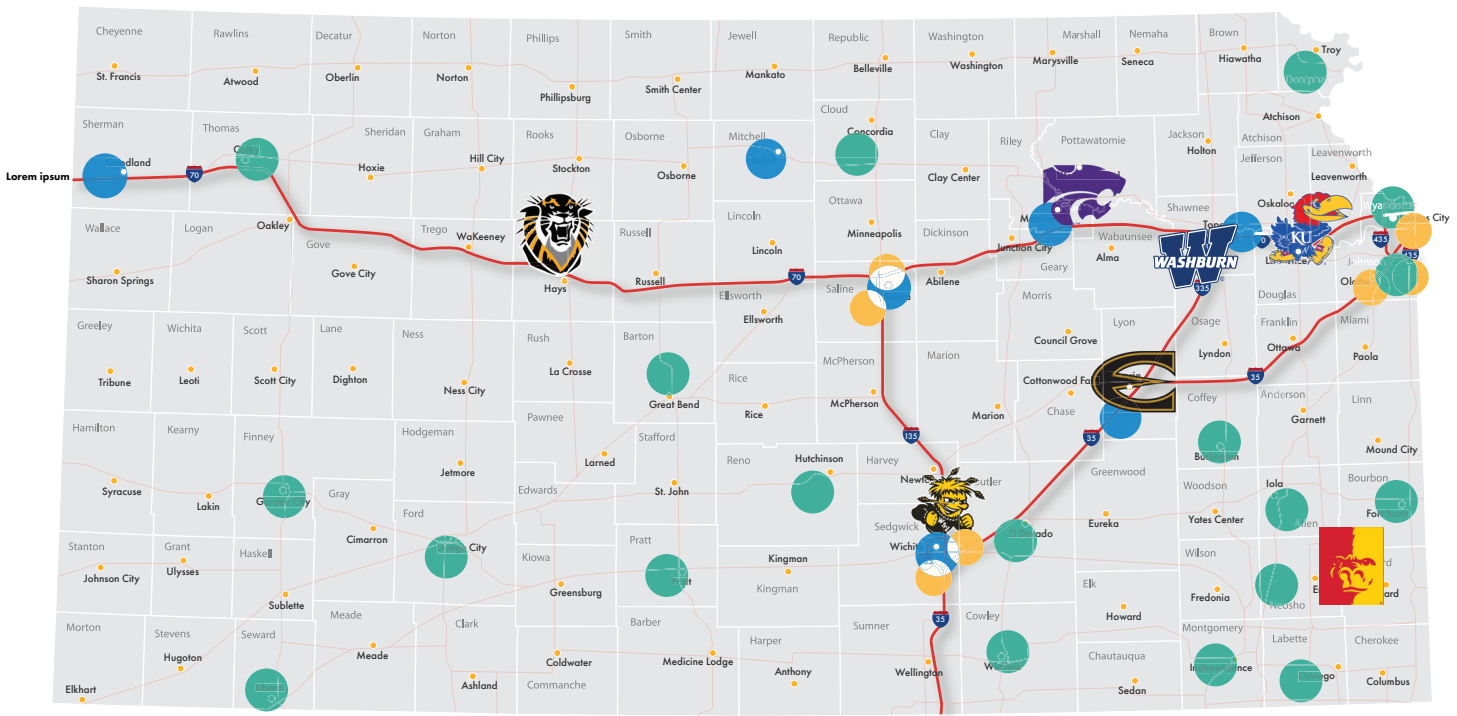 Cheyenne
Rawlins
Decatur
Norton
Phillips
Smith
Jewell
Republic
Washington
Marshall
Nemaha
Brown
St. Francis
Atwood
Oberlin
Norton
Phillipsburg
Smith Center
Mankato
Belleville
Washington
Marysville
Seneca
Hiawatha
Troy
Sherman
Thomas
Sheridan
Graham
Rooks
Osborne
Mitchell
Cloud
Concordia
Clay
Riley
Pottawatomie
Jackson
Holton
Atchison
Atchison
Jefferson
Leavenworth
Leavenworth
Lorem ipsum
70
Hoxie
Hill City
Stockton
Osborne
Clay Center
Oskaloo
Wallace
Logan
Oakley
Gove
Trego
WaKeeney
Russell
Lincoln
Lincoln
Ottawa
Minneapolis
Dickinson
Junction City
Geary
Wabaunsee
Alma
Shawnee
WASHBURN
KU
435
Sharon Springs
Gove City
Hays
Russell
Ellsworth
Ellsworth
70
Saline
Abilene
Morris
Council Grove
335
Douglas
Greeley
Wichita
Scott
Lane
Ness
Rush
Barton
McPherson
Marion
Lyon
Osage
Franklin
Miami
Tribune
Leoti
Scott City
Dighton
Ness City
La Crosse
Great Bend
Rice
Rice
McPherson
Marion
Cottonwood Fa
Chase
Lyndon
Ottawa
Paola
35
Coffey
Anderson
Garnett
Linn
Mound City
Hamilton
Kearny
Finney
Hodgeman
Jetmore
Pawnee
Larned
Stafford
St. John
Reno
Hutchinson
Harvey
135
35
Greenwood
Eureka
Woodson
Yates Center
Iola
Bourbon
Syracuse
Lakin
Gray
Cimarron
Ford
Edwards
Sedgwick
Stanton
Johnson City
Grant
Ulysses
Haskell
Sublette
Kiowa
Greensburg
Pratt
Kingman
Kingman
Wilson
Fredonia
Elk
Howard
Morton
Elkhart
Stevens
Hugoton
Seward
Meade
Meade
Clark
Ashland
Coldwater
Commanche
Barber
Medicine Lodge
Harper
Anthony
Sumner
Wellington
35
Cowley
Chautauqua
Sedan
Montgomery
Independence
Labette
Cherokee
Columbus